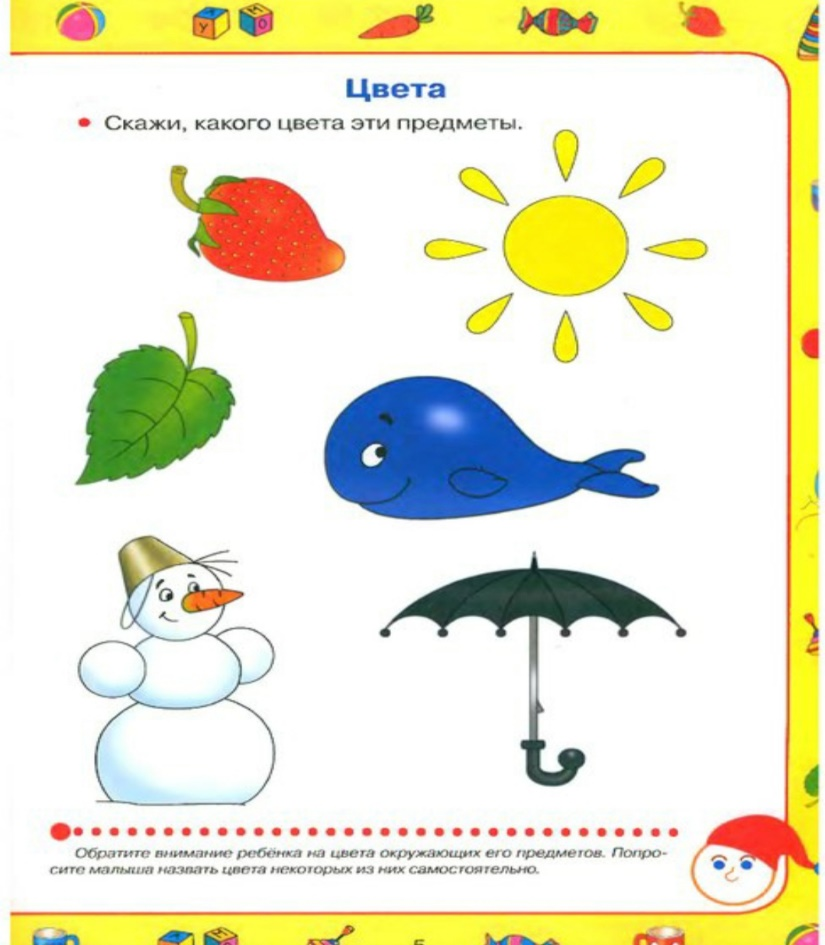 У
М
О
Цвета
Скажи, какого цвета эти предметы.
Обратите внимание ребёнка на цвета окружающих его предметов. Попро-
сите малыша назвать цвета некоторых из них самостоятельно.